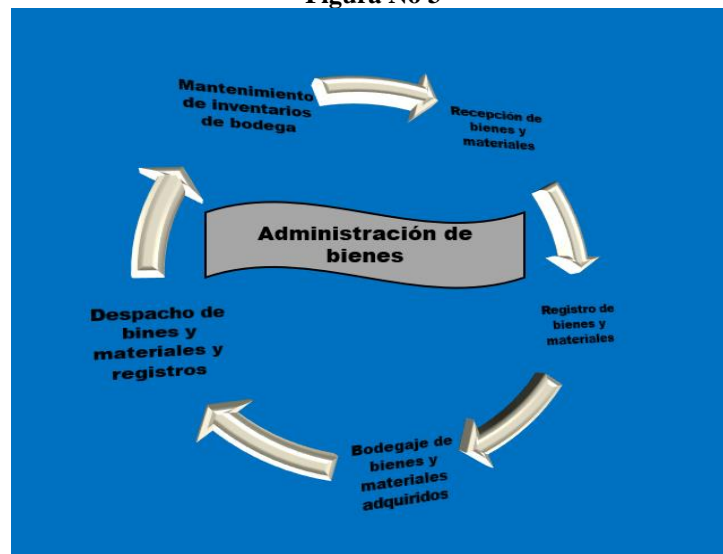 Figura No 3
Mantenimiento
de inventarios
de bodega
Recepción de
bienes y
materiales
Administración de
bienes
Registro de
bienes y
materiales
Despacho de
bines y
materiales y
registros
Bodegaje de
bienes y
materiales
adquiridos